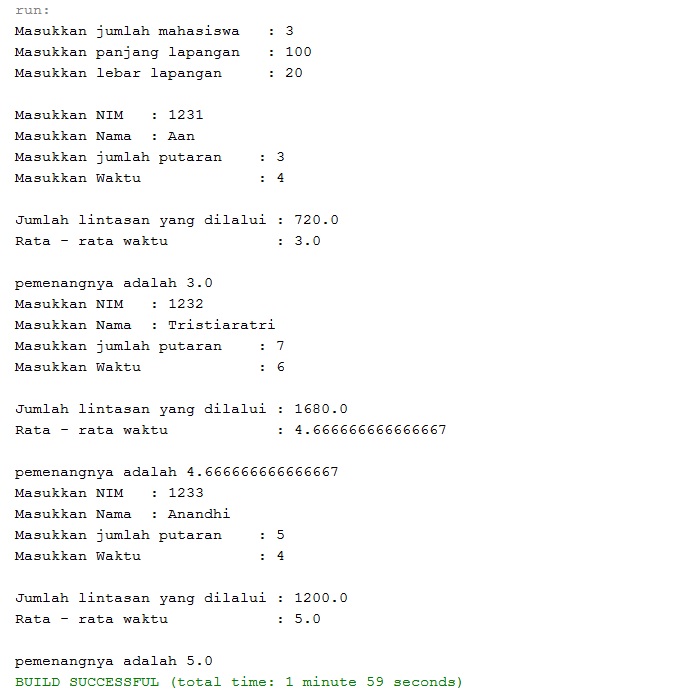 run:
Masukkan jumlah mahasiswa   : 3
Masukkan panjang lapangan   : 100
Masukkan lebar lapangan     : 20
Masukkan NIM   : 1231
Masukkan Nama  : Aan
Masukkan jumlah putaran    : 3
Masukkan Waktu             : 4
Jumlah lintasan yang dilalui : 720.0
Rata - rata waktu            : 3.0
pemenangnya adalah 3.0
Masukkan NIM   : 1232
Masukkan Nama  : Tristiaratri
Masukkan jumlah putaran    : 7
Masukkan Waktu             : 6
Jumlah lintasan yang dilalui : 1680.0
Rata - rata waktu            : 4.666666666666667
pemenangnya adalah 4.666666666666667
Masukkan NIM   : 1233
Masukkan Nama  : Anandhi
Masukkan jumlah putaran    : 5
Masukkan Waktu             : 4
Jumlah lintasan yang dilalui : 1200.0
Rata - rata waktu            : 5.0
pemenangnya adalah 5.0
BUILD SUCCESSFUL (total time: 1 minute 59 seconds)